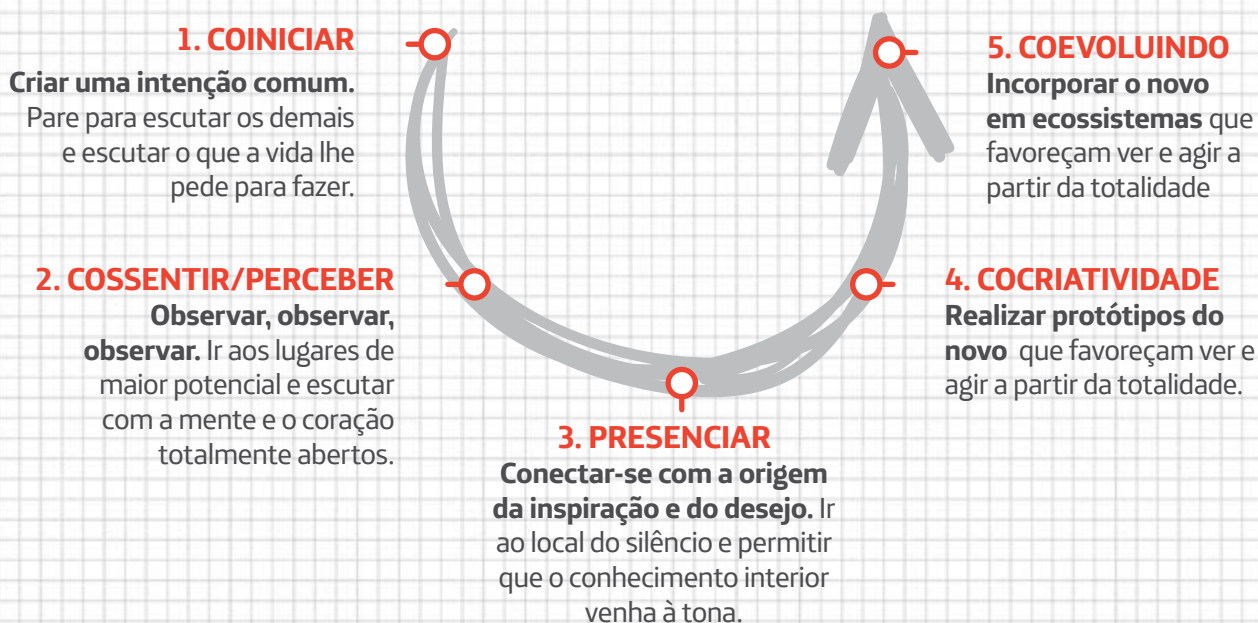 1. COINICIAR
Criar uma intenção comum.
Pare para escutar os demais
e escutar o que a vida lhe
pede para fazer.
2. COSSENTIR/PERCEBER
Observar, observar,
observar. Ir aos lugares de
maior potencial e escutar
com a mente e o coração
totalmente abertos.
3. PRESENCIAR
Conectar-se com a origem
da inspiração e do desejo. Ir
ao local do silêncio e permitir
que o conhecimento interior
venha à tona.
4. COCRIATIVIDADE
Realizar protótipos do
novo que favoreçam ver e
agir a partir da totalidade.
5. COEVOLUINDO
Incorporar o novo
em ecossistemas que
favoreçam ver e agir a
partir da totalidade